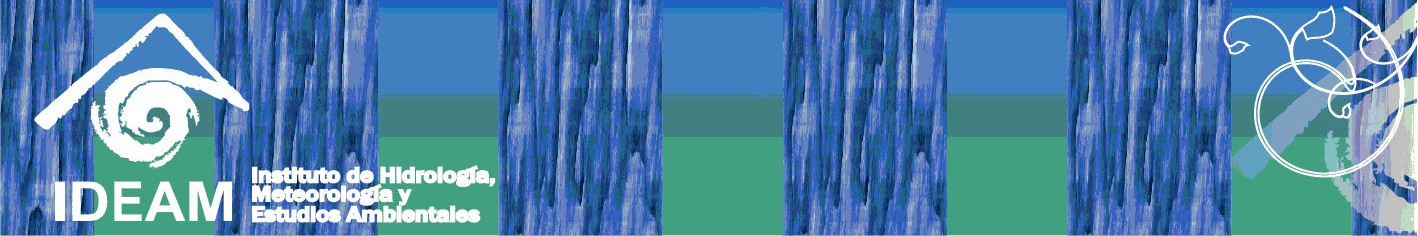 IDEAM
Instituto de Hidrología,
Meteorología y
Estudios Ambientales